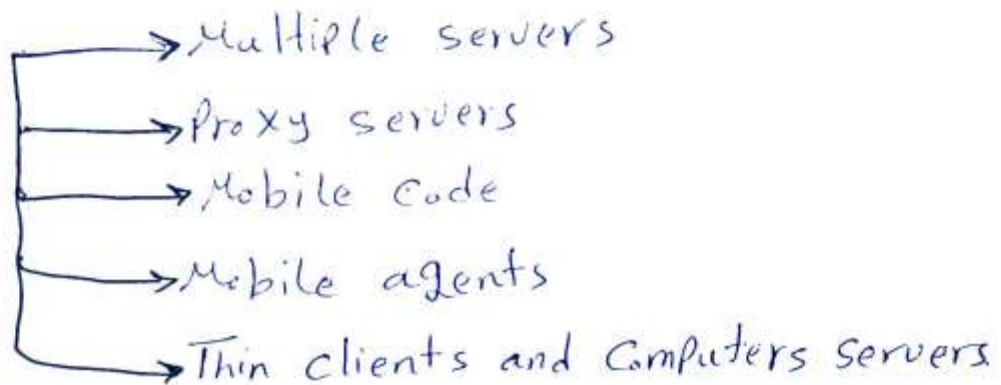 Multiple servers
Proxy servers
Mobile code
Mobile agents
Thin clients and Computers servers